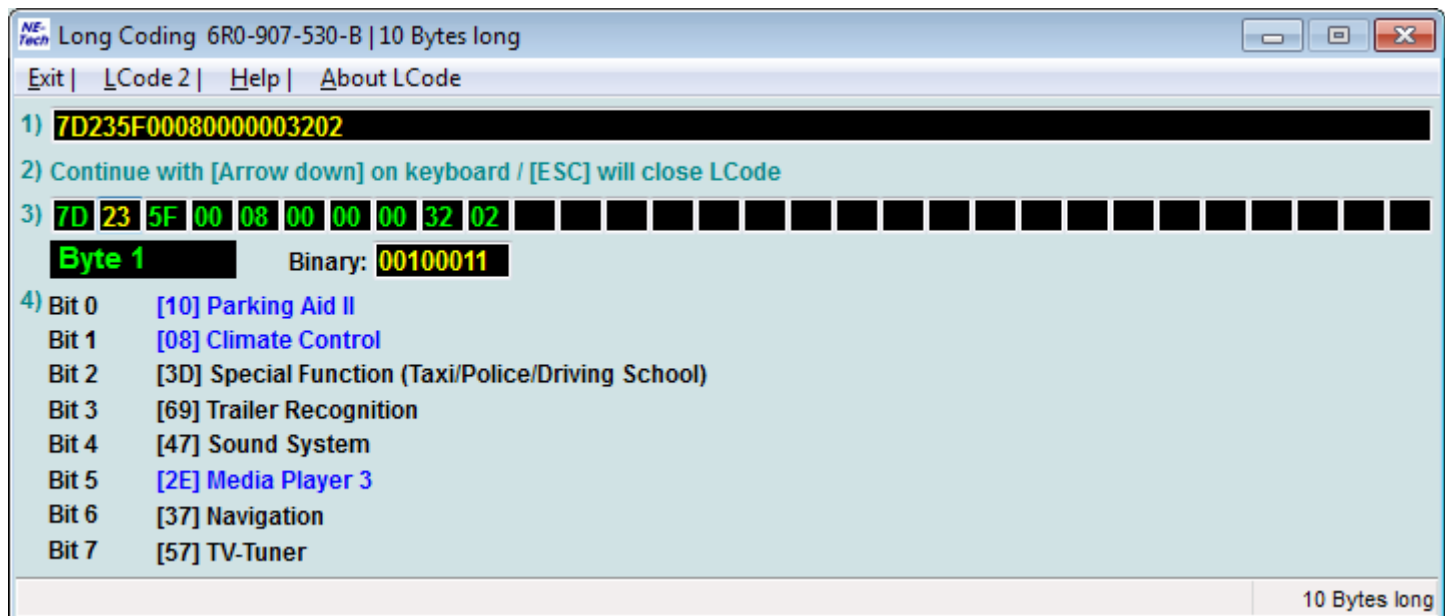 NE-Tech Long Coding 6R0-907-530-B | 10 Bytes long
Exit | LCode 2 | Help | About LCode
1) 7D235F00080000003202
2) Continue with [Arrow down] on keyboard / [ESC] will close LCode
3) 7D 23 5F 00 08 00 00 00 32 02
Byte 1 Binary: 00100011
4) Bit 0 [10] Parking Aid II
Bit 1 [08] Climate Control
Bit 2 [3D] Special Function (Taxi/Police/Driving School)
Bit 3 [69] Trailer Recognition
Bit 4 [47] Sound System
Bit 5 [2E] Media Player 3
Bit 6 [37] Navigation
Bit 7 [57] TV-Tuner
10 Bytes long